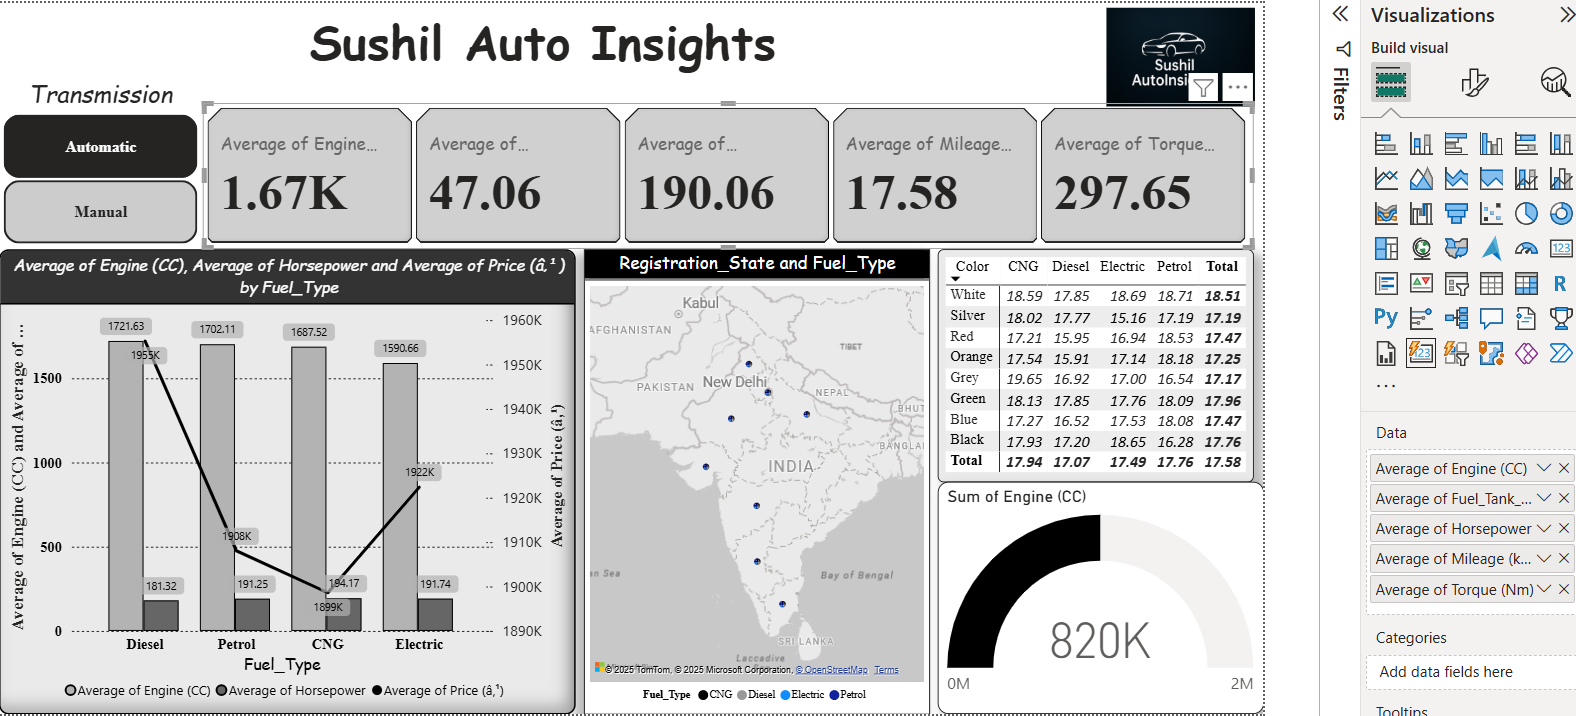 Sushil Auto Insights
Sushil
AutoInsi
Transmission
Automatic
Manual
Average of Engine...
1.67K
Average of...
47.06
Average of...
190.06
Average of Mileage...
17.58
Average of Torque...
297.65
Average of Engine (CC), Average of Horsepower and Average of Price (â‚¹)
by Fuel_Type
Average of Engine (CC) and Average of ...
1500
1000
500
0
1721.63
1702.11
1687.52
1590.66
1955K
1908K
1899K
1922K
181.32
191.25
194.17
191.74
1960K
1950K
1940K
1930K
1920K
1910K
1900K
1890K
Average of Price (â‚¹)
Diesel
Petrol
CNG
Electric
Fuel_Type
Average of Engine (CC) Average of Horsepower Average of Price (â‚¹)
Registration_State and Fuel_Type
Kabul
AFGHANISTAN
TIBET
PAKISTAN
New Delhi
NEPAL
BHUT
BANGLA
INDIA
an Sea
Bay of Bengal
SRI LANKA
Laccadive
© 2025 TomTom, © 2025 Microsoft Corporation, © OpenStreetMap Terms
Fuel_Type CNG Diesel Electric Petrol
Color CNG Diesel Electric Petrol Total
White 18.59 17.85 18.69 18.71 18.51
Silver 18.02 17.77 15.16 17.19 17.19
Red 17.21 15.95 16.94 18.53 17.47
Orange 17.54 15.91 17.14 18.18 17.25
Grey 19.65 16.92 17.00 16.54 17.17
Green 18.13 17.85 17.76 18.09 17.96
Blue 17.27 16.52 17.53 18.08 17.47
Black 17.93 17.20 18.65 16.28 17.76
Total 17.94 17.07 17.49 17.76 17.58
Sum of Engine (CC)
820K
0M
2M
Filters
Visualizations
Build visual
123
R
Py
123
...
Data
Average of Engine (CC)
Average of Fuel_Tank_...
Average of Horsepower
Average of Mileage (k...
Average of Torque (Nm)
Categories
Add data fields here
Tooltips